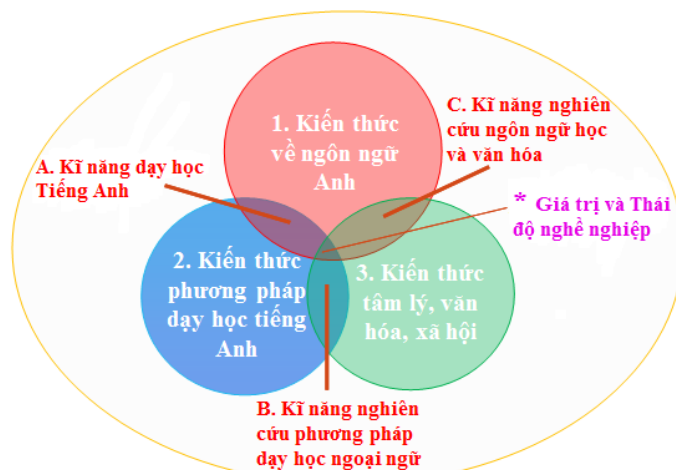 1. Kiến thức
về ngôn ngữ
Anh
C. Kĩ năng nghiên
cứu ngôn ngữ học
và văn hóa
A. Kĩ năng dạy học
Tiếng Anh
* Giá trị và Thái
độ nghề nghiệp
2. Kiến thức
phương pháp
dạy học tiếng
Anh
3. Kiến thức
tâm lý, văn
hóa, xã hội
B. Kĩ năng nghiên
cứu phương pháp
dạy học ngoại ngữ